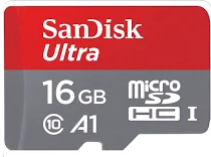 SanDisk
Ultra
16GB
micro
SD
HC I
10 A1